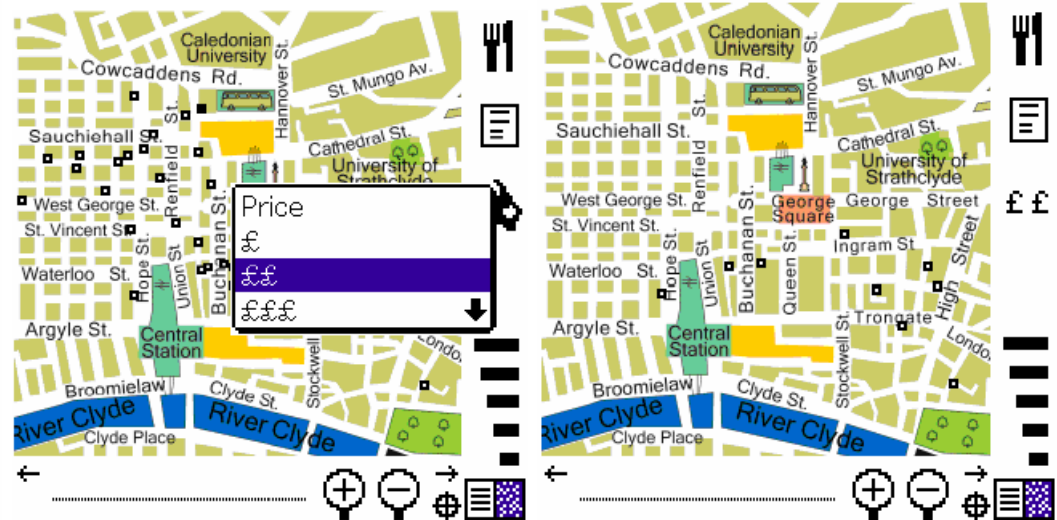 Caledonian
University
Cowcaddens Rd.
Hannover St.
St. Mungo Av.
St.
Sauchiehall St.
Cathedral St.
Renfield
University of
Strathclyde
West George St.
St. Vincent St.
Buchanan St.
Price
£
££
£££
Waterloo St.
Hope St.
Union St
Argyle St.
Central
Station
Stockwell
Londo
Broomielaw
Clyde St.
River Clyde
River Clyde
Clyde Place
Caledonian
University
Cowcaddens Rd.
Hannover St.
St. Mungo Av.
St.
Sauchiehall St.
Cathedral St.
Renfield
University of
Strathclyde
West George St.
George
Square
George Street
££
St. Vincent St.
Buchanan St.
Queen St.
Ingram St
High Street
Waterloo St.
Hope St.
Union St
Trongate
Argyle St.
Central
Station
Stockwell St.
Londo
Broomielaw
Clyde St.
River Clyde
River Clyde
Clyde Place